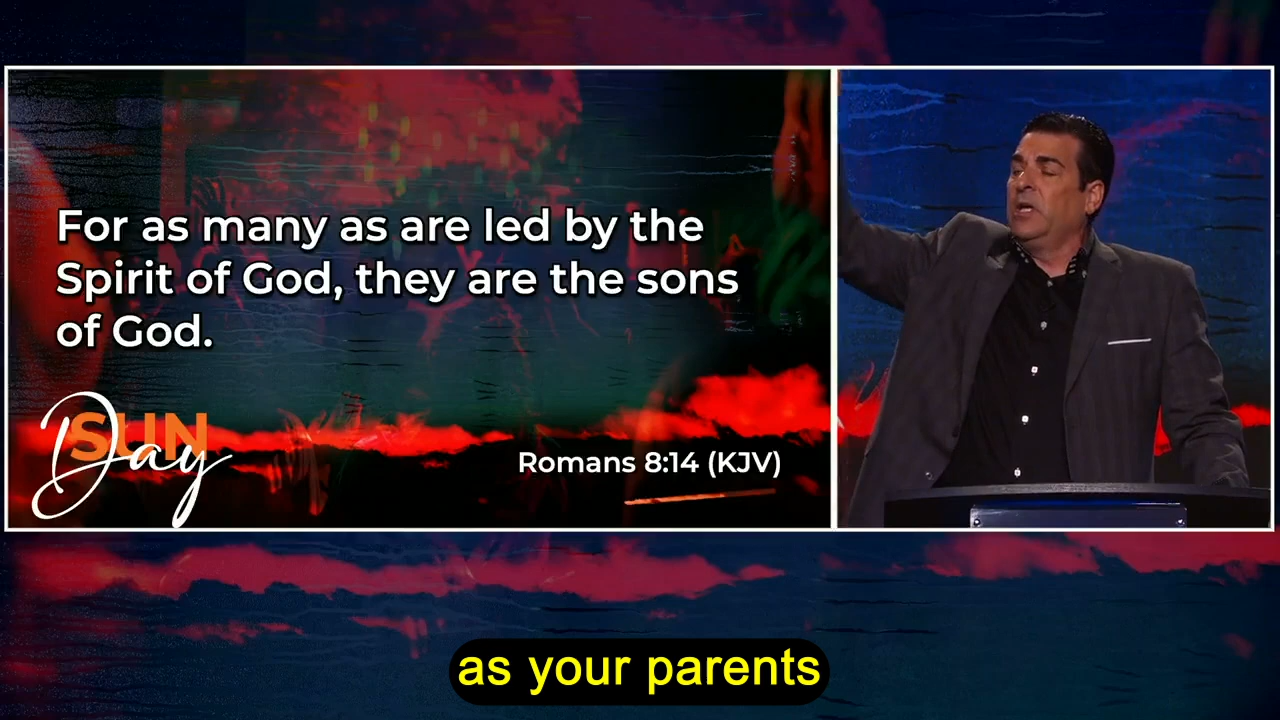 For as many as are led by the
Spirit of God, they are the sons
of God.
SUN
Day
Romans 8:14 (KJV)
as your parents